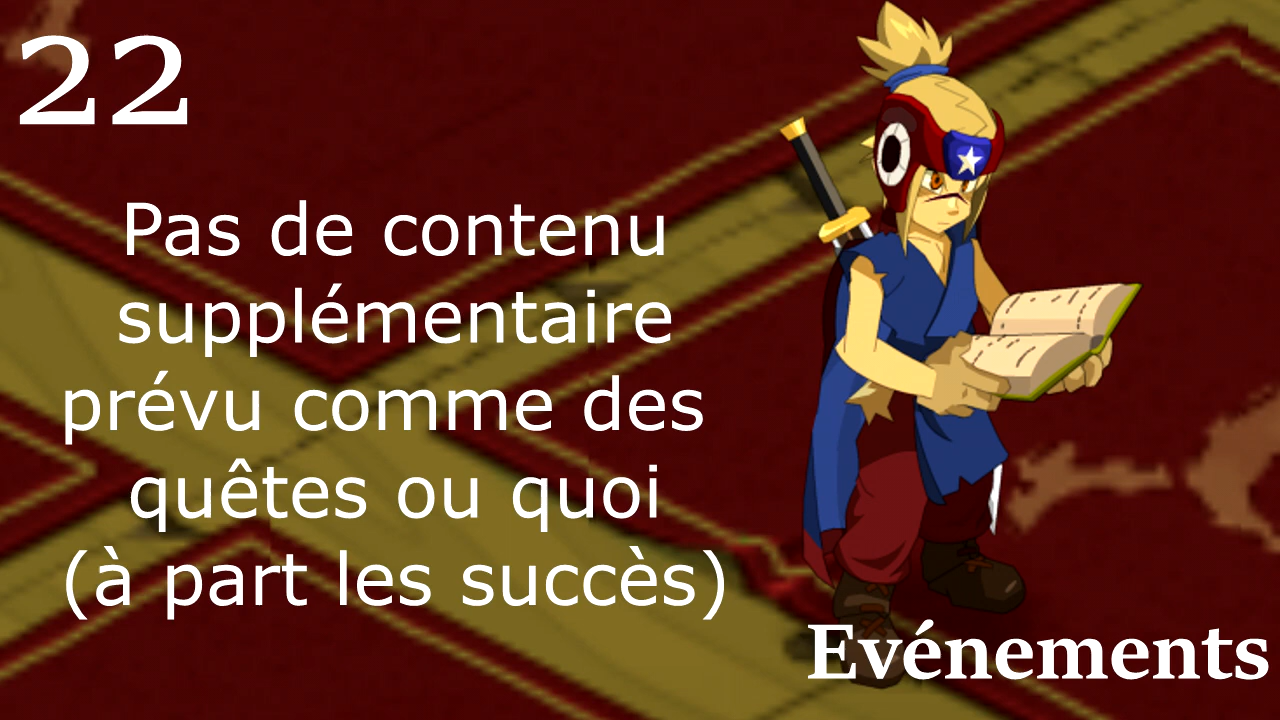 22
Pas de contenu
supplémentaire
prévu comme des
quêtes ou quoi
(à part les succès)
Evénements